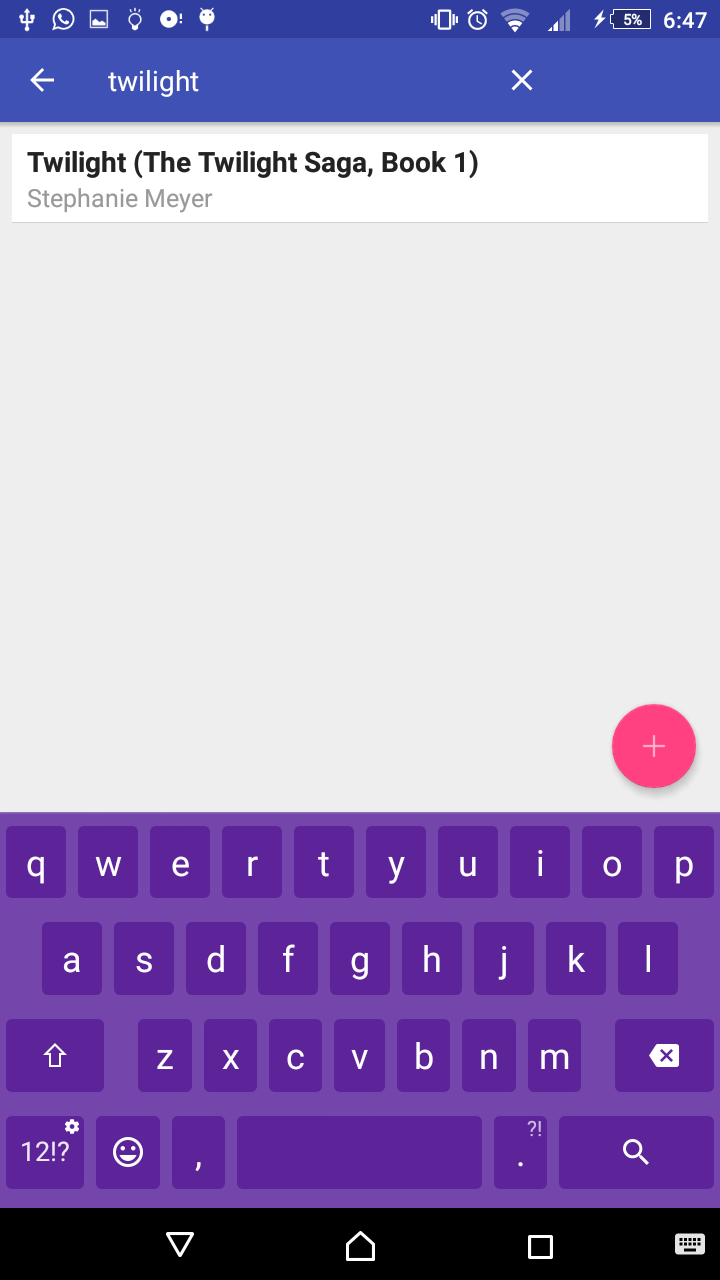 5% 6:47
twilight
Twilight (The Twilight Saga, Book 1)
Stephanie Meyer
q w e r t y u i o p
a s d f g h j k l
z x c v b n m
?!
12!? , .